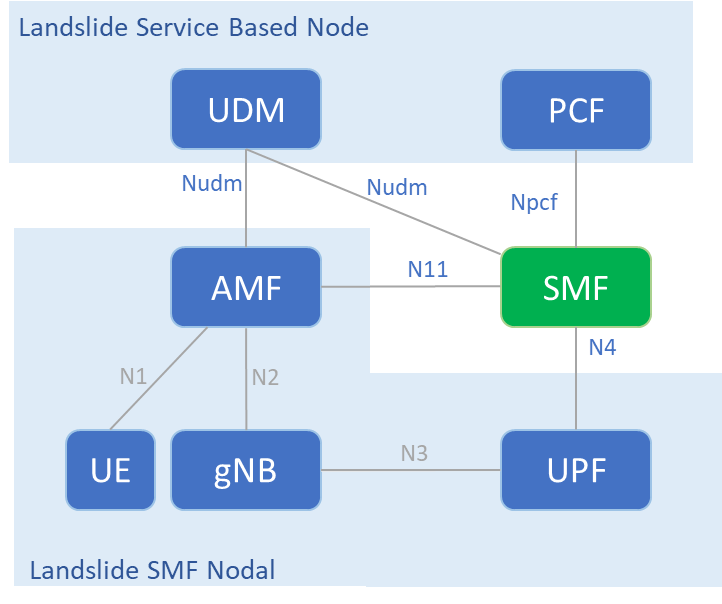 Landslide Service Based Node
UDM
PCF
Nudm
Nudm
Npcf
AMF
N11
SMF
N1
N2
N4
UE
gNB
N3
UPF
Landslide SMF Nodal